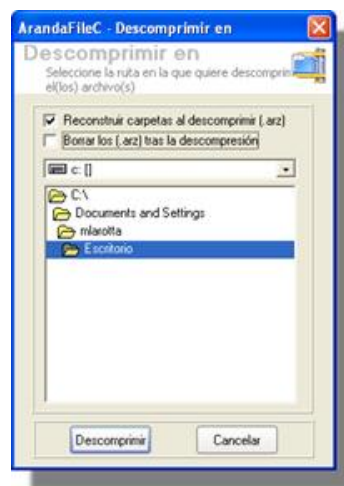 ArandaFileC - Descomprimir en
Descomprimir en
Seleccione la ruta en la que quiere descomprimir
el(los) archivo(s)
Reconstruir carpetas al descomprimir (.arz)
Borrar los (.arz) tras la descompresión
c: []
C:\
Documents and Settings
mlarotta
Escritorio
Descomprimir
Cancelar